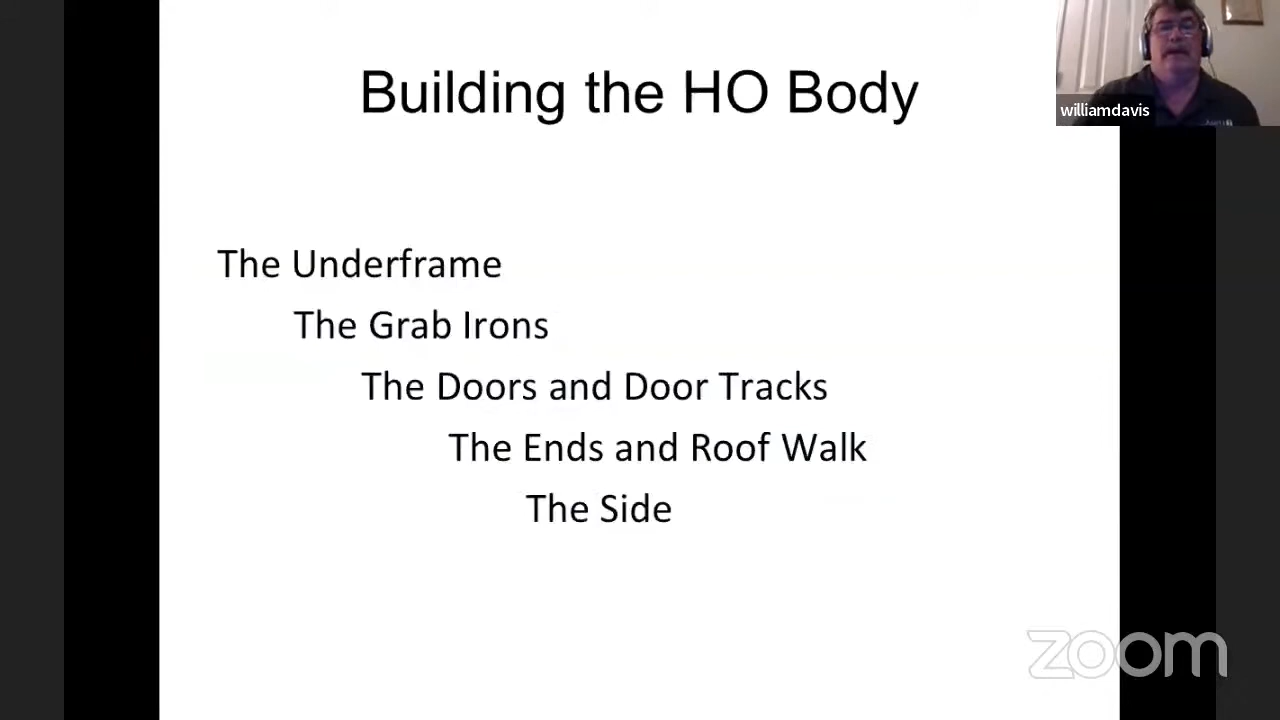 Building the HO Body
williamdavis
The Underframe
The Grab Irons
The Doors and Door Tracks
The Ends and Roof Walk
The Side
zoom